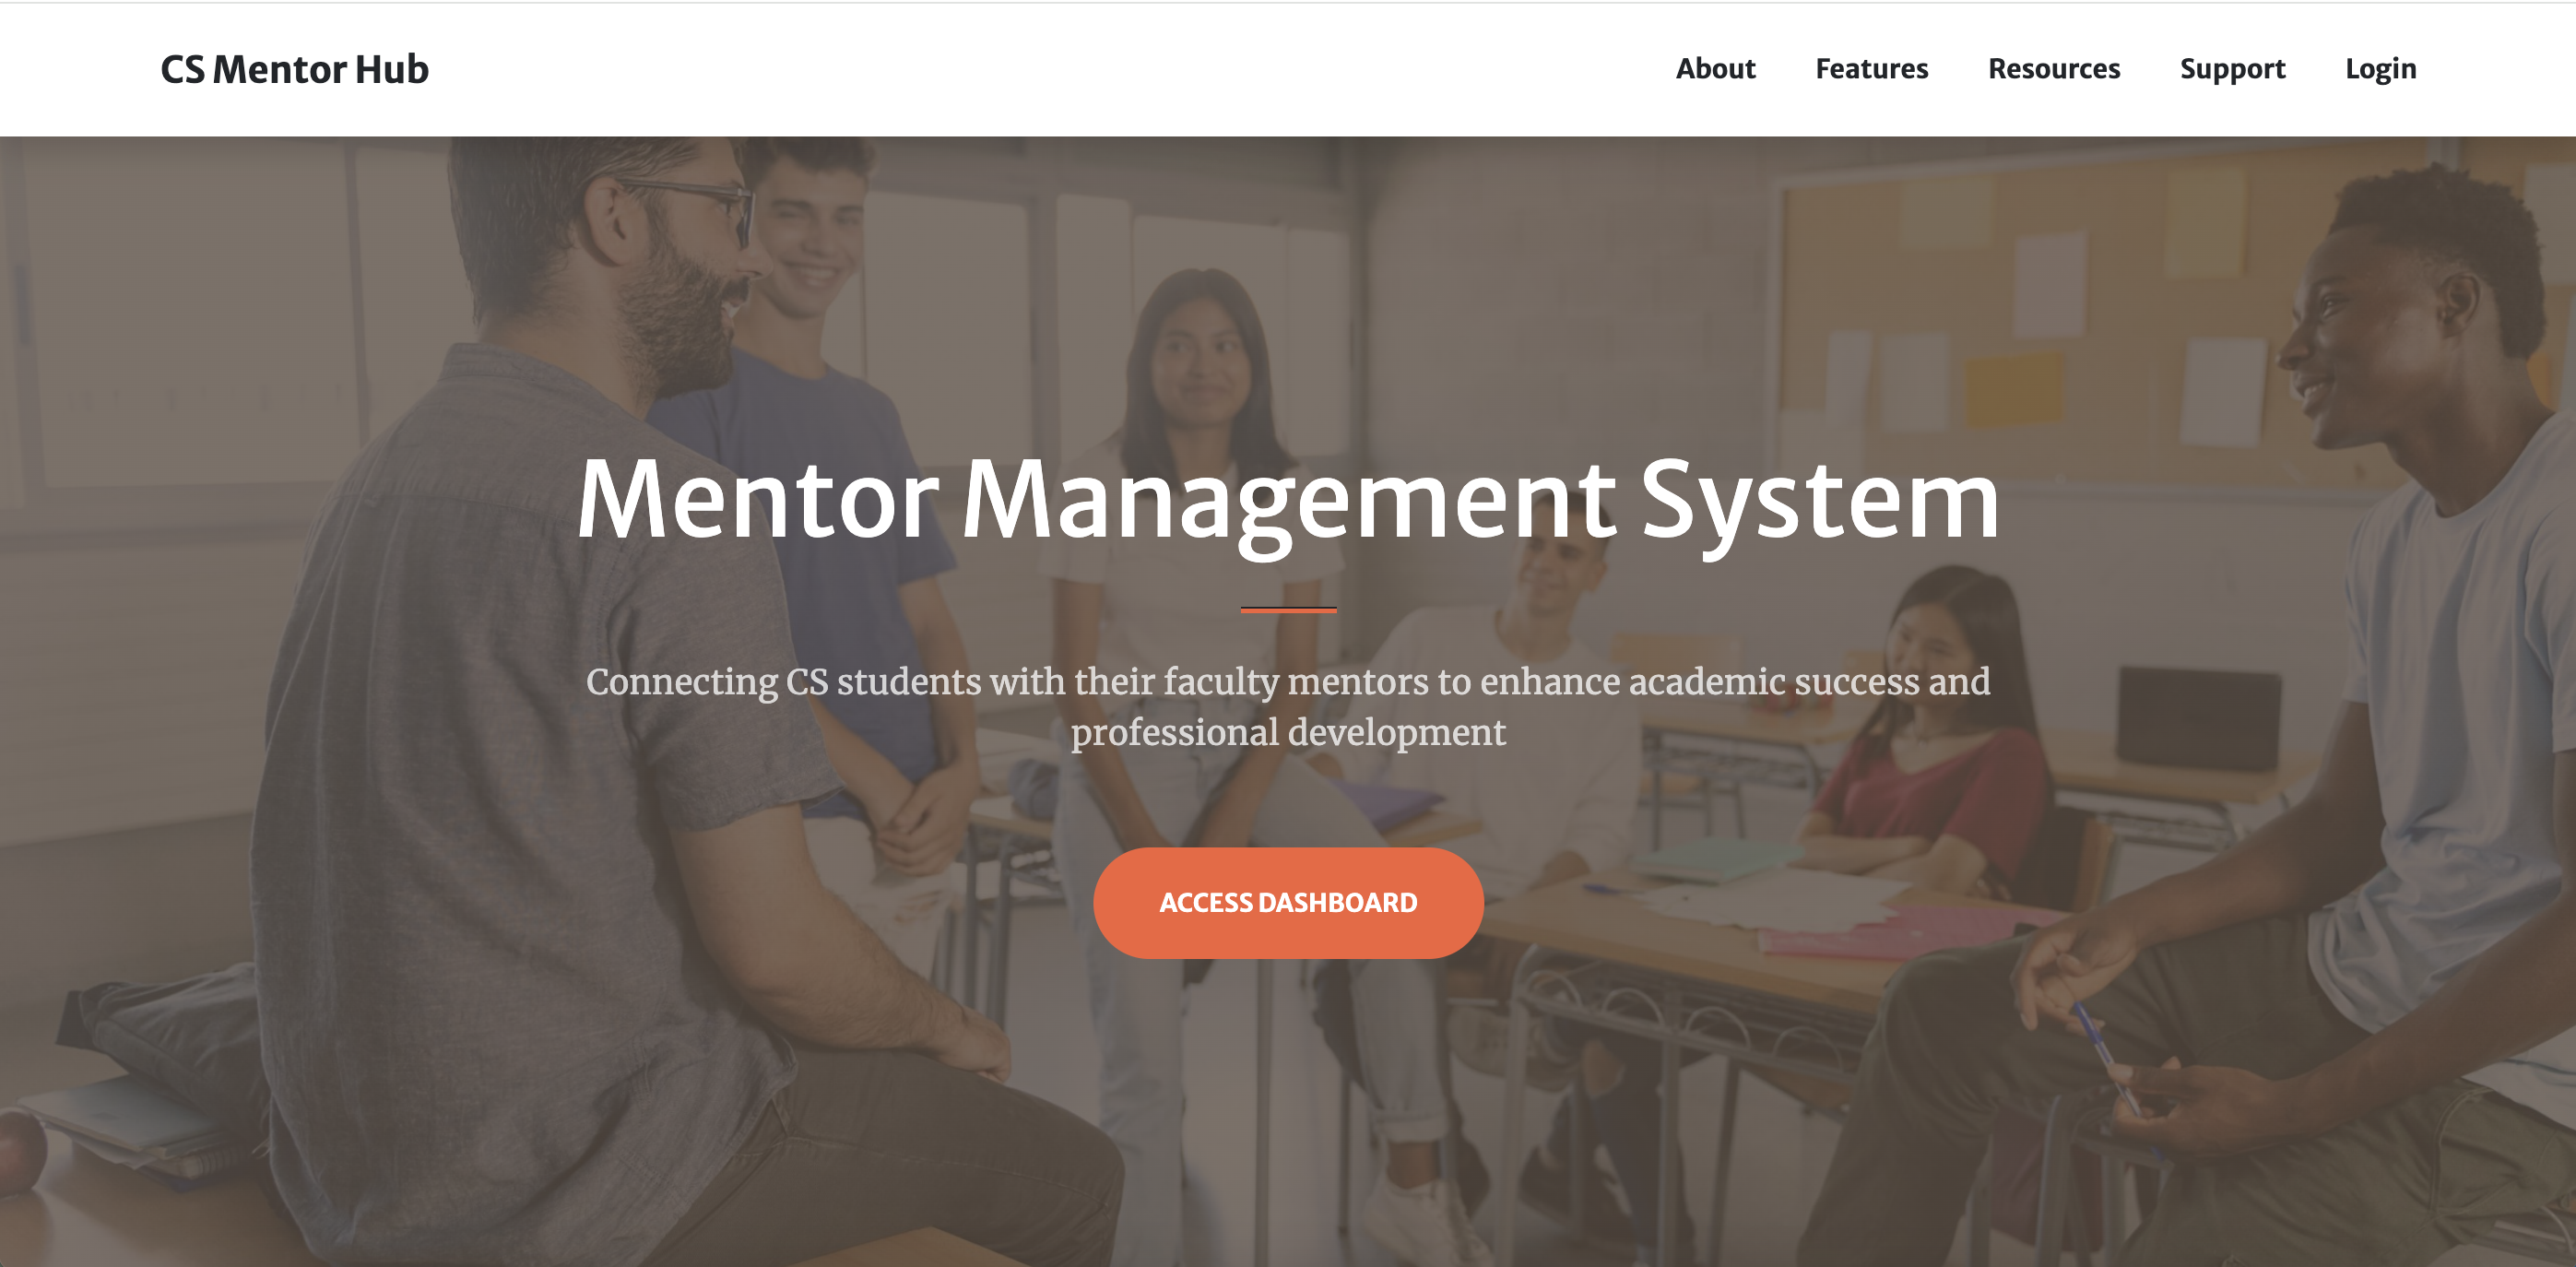 CS Mentor Hub
About Features Resources Support Login
Mentor Management System
Connecting CS students with their faculty mentors to enhance academic success and
professional development
ACCESS DASHBOARD